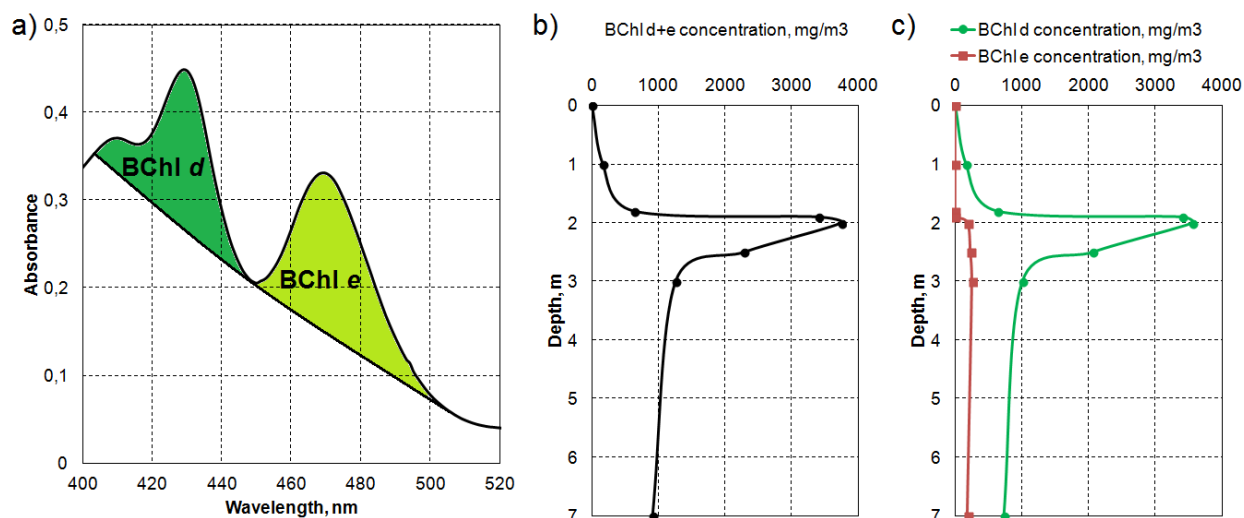 a)
0,5
0,4
0,3
0,2
0,1
0
Absorbance
BChl d
BChl e
400 420 440 460 480 500 520
Wavelength, nm
b)
BChl d+e concentration, mg/m3
0 1000 2000 3000 4000
0
1
2
3
4
5
6
7
Depth, m
c)
BChl d concentration, mg/m3
BChl e concentration, mg/m3
0 1000 2000 3000 4000
0
1
2
3
4
5
6
7
Depth, m